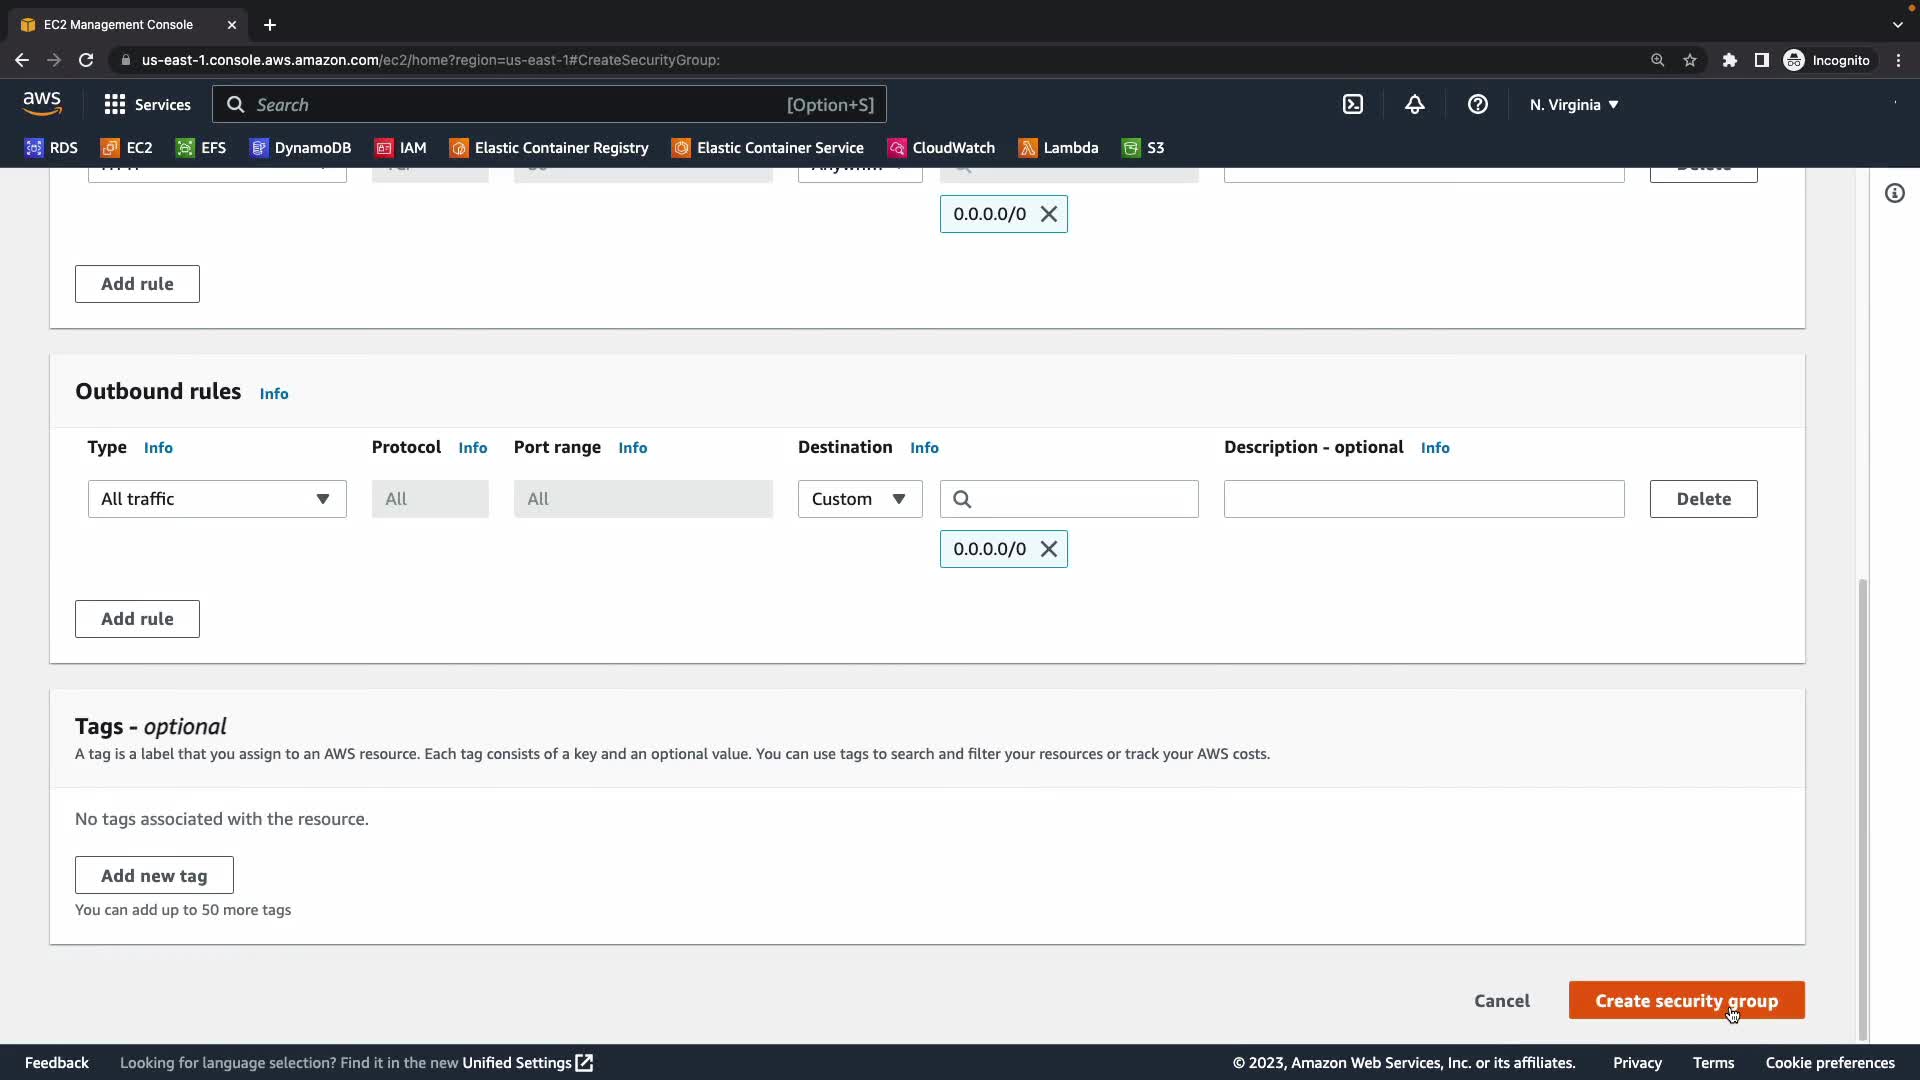 EC2 Management Console
us-east-1.console.aws.amazon.com/ec2/home?region=us-east-1#CreateSecurityGroup:
Incognito
aws
Services
Search
[Option+S]
N. Virginia
RDS
EC2
EFS
DynamoDB
IAM
Elastic Container Registry
Elastic Container Service
CloudWatch
Lambda
S3
0.0.0.0/0
Add rule
Outbound rules Info
Type Info
Protocol Info
Port range Info
Destination Info
Description - optional Info
All traffic
All
All
Custom
Delete
0.0.0.0/0
Add rule
Tags - optional
A tag is a label that you assign to an AWS resource. Each tag consists of a key and an optional value. You can use tags to search and filter your resources or track your AWS costs.
No tags associated with the resource.
Add new tag
You can add up to 50 more tags
Cancel
Create security group
Feedback
Looking for language selection? Find it in the new Unified Settings
© 2023, Amazon Web Services, Inc. or its affiliates.
Privacy
Terms
Cookie preferences